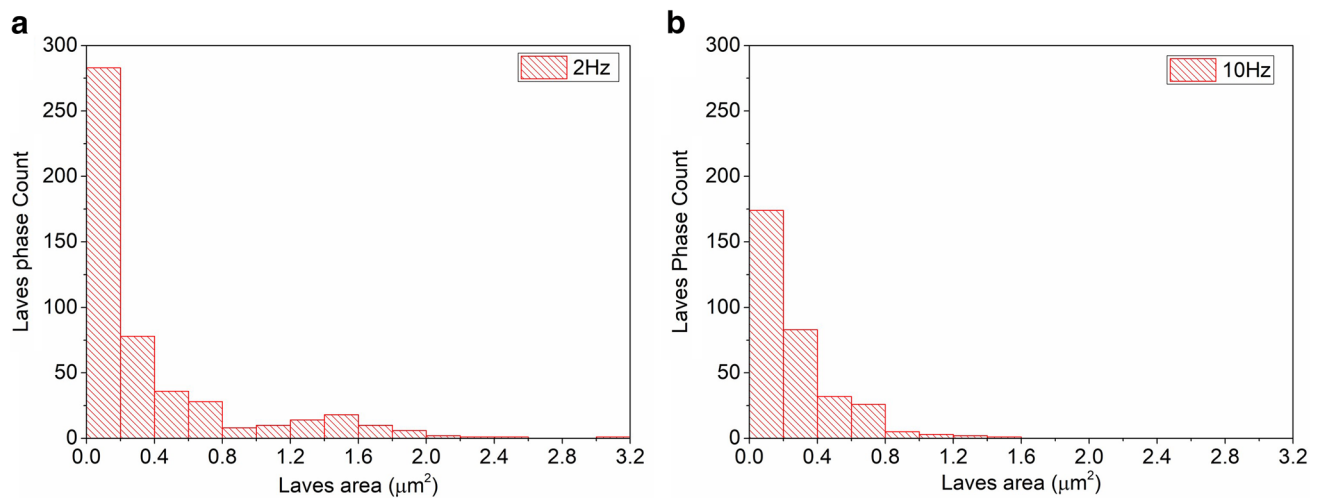 a
300
250
200
150
100
50
0
Laves phase Count
2Hz
0.0 0.4 0.8 1.2 1.6 2.0 2.4 2.8 3.2
Laves area (μm²)
b
300
250
200
150
100
50
0
Laves Phase Count
10Hz
0.0 0.4 0.8 1.2 1.6 2.0 2.4 2.8 3.2
Laves area (μm²)